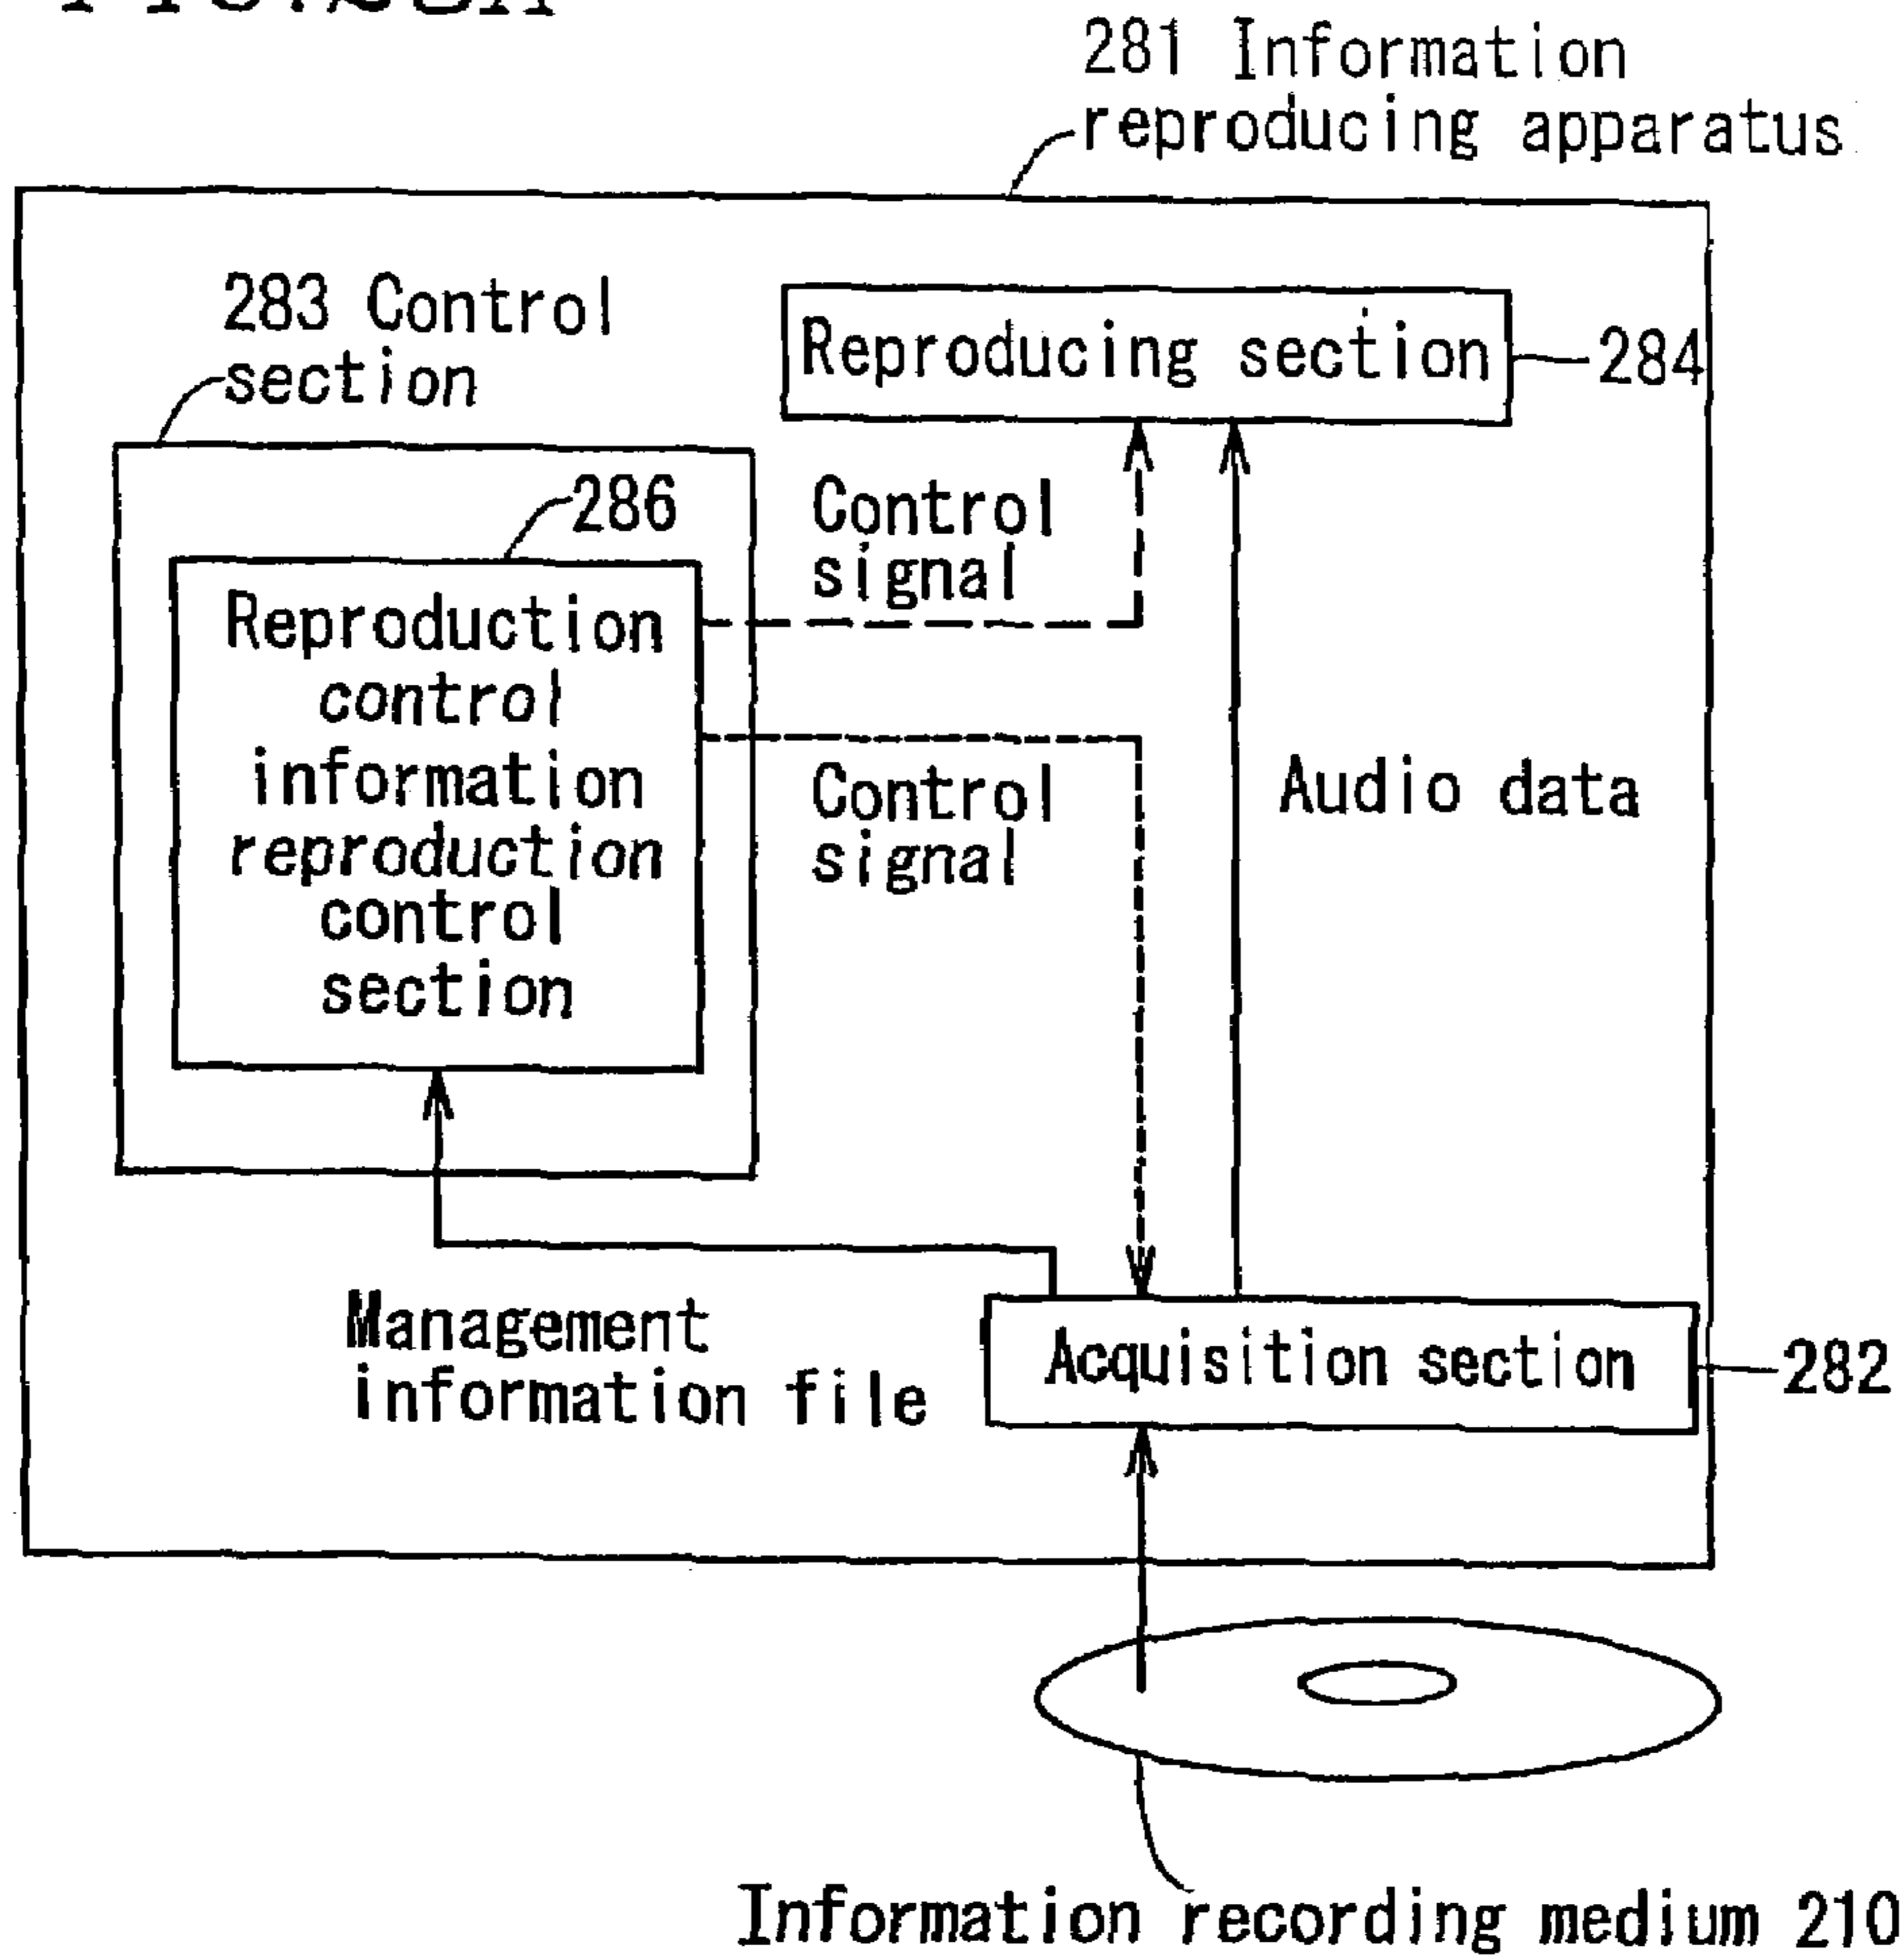 281 Information
reproducing apparatus
283 Control
section
Reproducing section
284
286
Control
signal
Reproduction
control
information
reproduction
control
section
Control
signal
Audio data
Management
information file
Acquisition section
282
Information recording medium 210